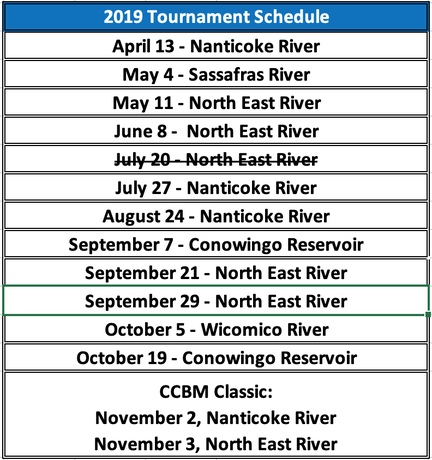 2019 Tournament Schedule
April 13 - Nanticoke River
May 4 - Sassafras River
May 11 - North East River
June 8 - North East River
July 20 - North East River
July 27 - Nanticoke River
August 24 - Nanticoke River
September 7 - Conowingo Reservoir
September 21 - North East River
September 29 - North East River
October 5 - Wicomico River
October 19 - Conowingo Reservoir
CCBM Classic:
November 2, Nanticoke River
November 3, North East River